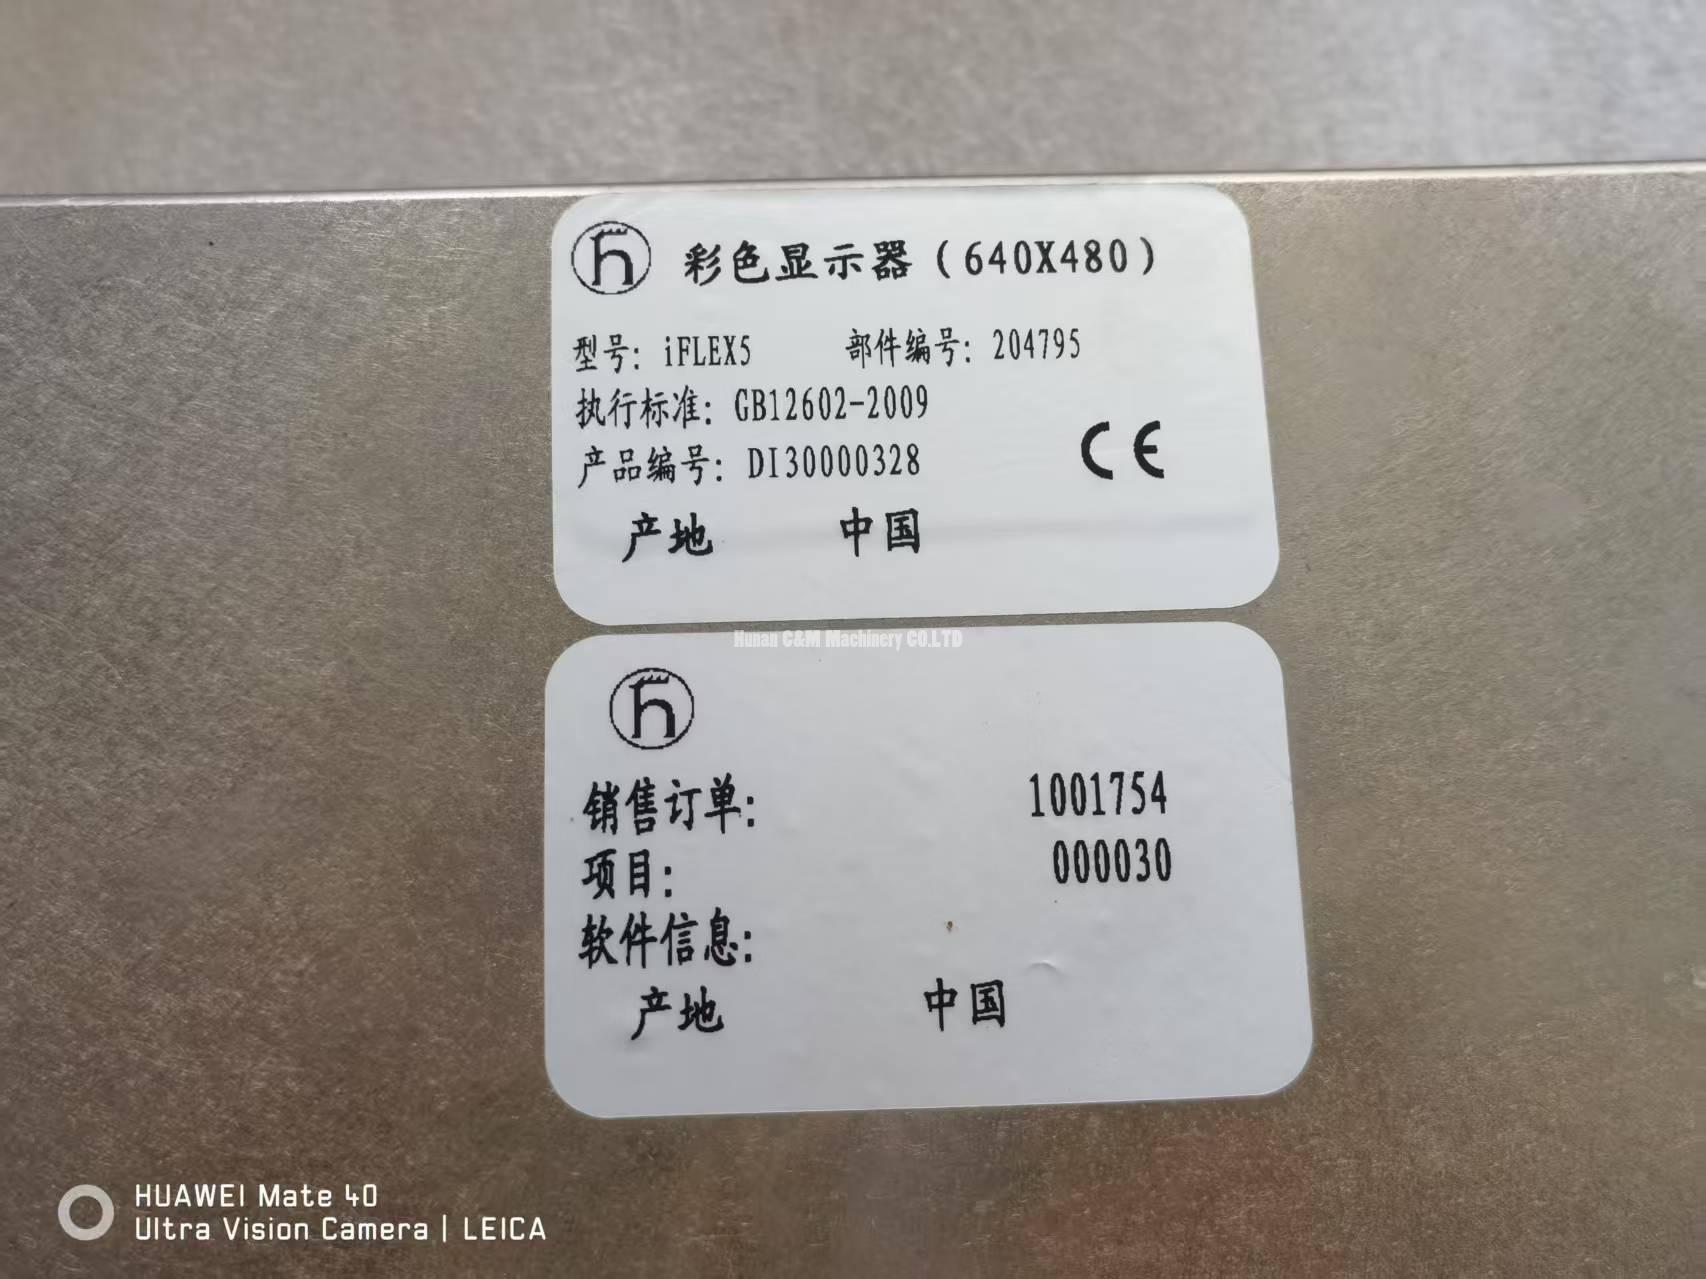 彩色显示器(640X480)
型号: iFLEX5 部件编号: 204795
执行标准: GB12602-2009
产品编号: DI30000328
CE
产地 中国
Hunan C&M Machinery CO.LTD
销售订单: 1001754
项目: 000030
软件信息:
产地 中国
HUAWEI Mate 40
Ultra Vision Camera | LEICA